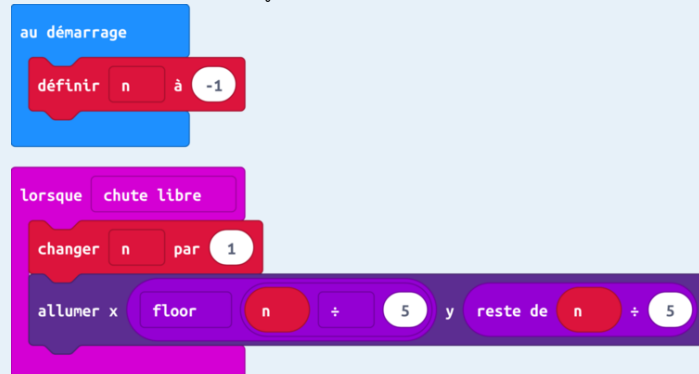 au démarrage
définir n à -1
lorsque chute libre
changer n par 1
allumer x floor n ÷ 5 y reste de n ÷ 5